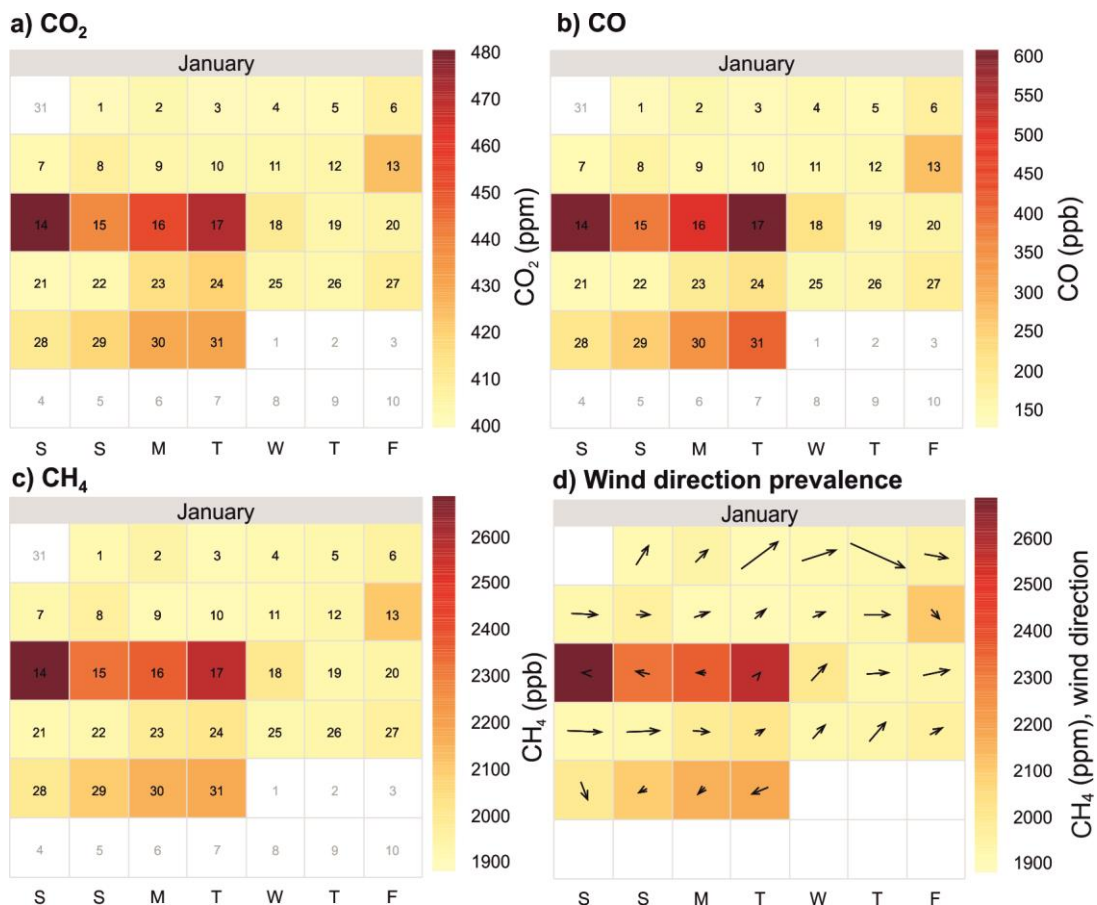 a) CO₂
January
31 1 2 3 4 5 6
7 8 9 10 11 12 13
14 15 16 17 18 19 20
21 22 23 24 25 26 27
28 29 30 31 1 2 3
4 5 6 7 8 9 10
S S M T W T F
480
470
460
450
440
430
420
410
400
CO₂ (ppm)
b) CO
January
31 1 2 3 4 5 6
7 8 9 10 11 12 13
14 15 16 17 18 19 20
21 22 23 24 25 26 27
28 29 30 31 1 2 3
4 5 6 7 8 9 10
S S M T W T F
600
550
500
450
400
350
300
250
200
150
CO (ppb)
c) CH₄
January
31 1 2 3 4 5 6
7 8 9 10 11 12 13
14 15 16 17 18 19 20
21 22 23 24 25 26 27
28 29 30 31 1 2 3
4 5 6 7 8 9 10
S S M T W T F
2600
2500
2400
2300
2200
2100
2000
1900
CH₄ (ppb)
d) Wind direction prevalence
January
S S M T W T F
2600
2500
2400
2300
2200
2100
2000
1900
CH₄ (ppm), wind direction